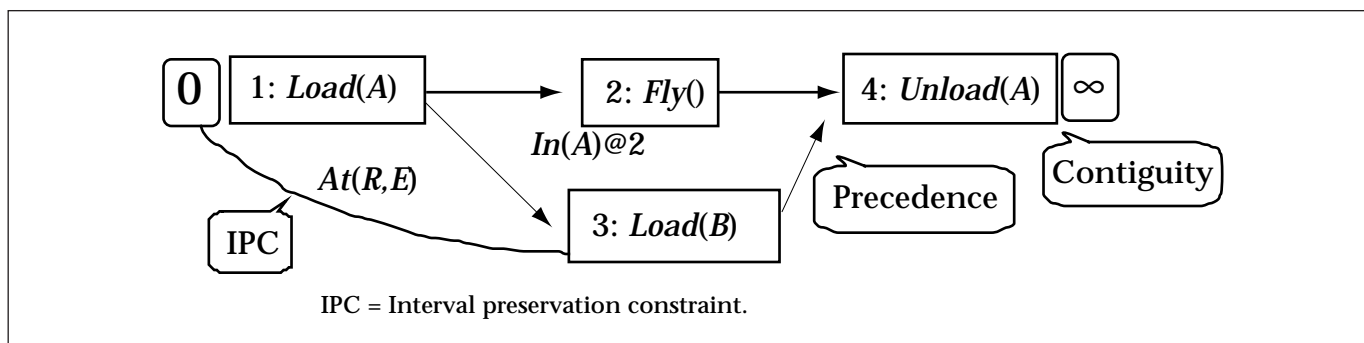 0
1: Load(A)
2: Fly()
4: Unload(A)
∞
In(A)@2
At(R,E)
Contiguity
Precedence
3: Load(B)
IPC
IPC = Interval preservation constraint.